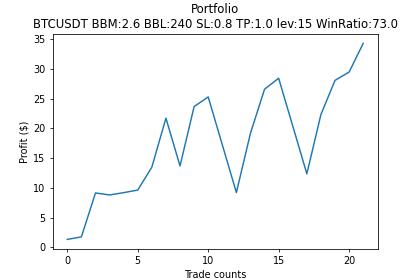 Portfolio
BTCUSDT BBM:2.6 BBL:240 SL:0.8 TP:1.0 lev:15 WinRatio:73.0
35
30
25
20
15
10
5
0
Profit ($)
0 5 10 15 20
Trade counts